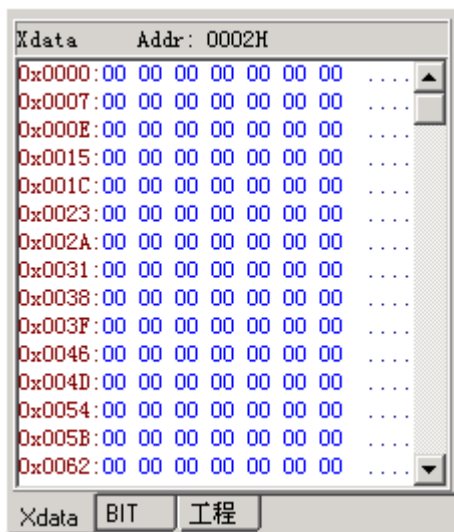 Xdata Addr: 0002H
0x0000:00 00 00 00 00 00 00 ....
0x0007:00 00 00 00 00 00 00 ....
0x000E:00 00 00 00 00 00 00 ....
0x0015:00 00 00 00 00 00 00 ....
0x001C:00 00 00 00 00 00 00 ....
0x0023:00 00 00 00 00 00 00 ....
0x002A:00 00 00 00 00 00 00 ....
0x0031:00 00 00 00 00 00 00 ....
0x0038:00 00 00 00 00 00 00 ....
0x003F:00 00 00 00 00 00 00 ....
0x0046:00 00 00 00 00 00 00 ....
0x004D:00 00 00 00 00 00 00 ....
0x0054:00 00 00 00 00 00 00 ....
0x005B:00 00 00 00 00 00 00 ....
0x0062:00 00 00 00 00 00 00 ....
Xdata BIT 工程